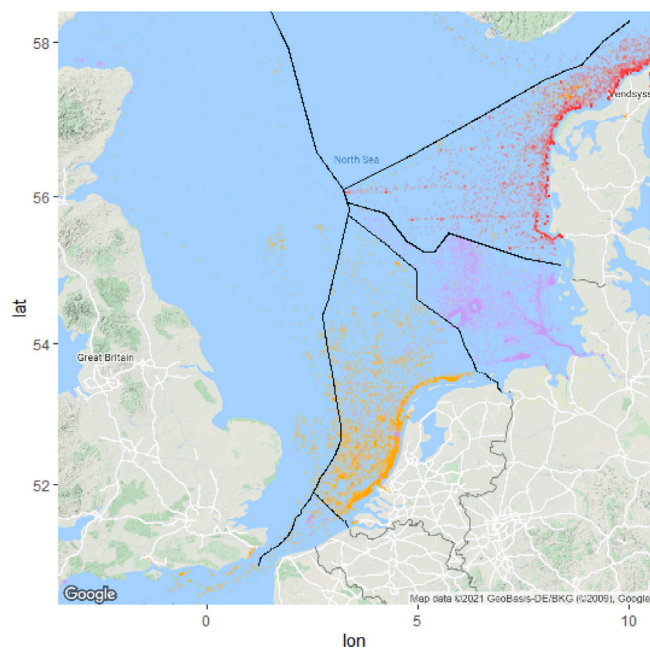 58
Vendsyss
North Sea
56
lat
54
Great Britain
52
Google
Map data ©2021 GeoBasis-DE/BKG (©2009), Google
0
5
10
lon